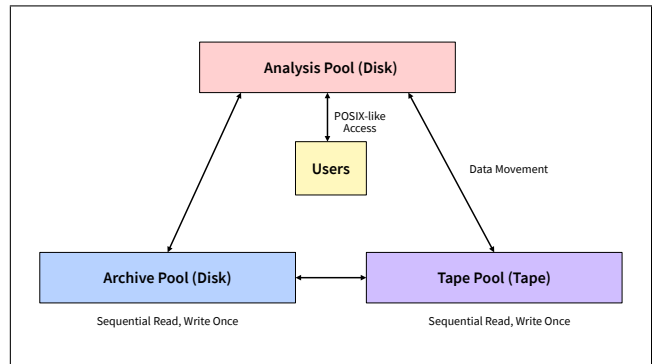 Analysis Pool (Disk)
POSIX-like
Access
Users
Data Movement
Archive Pool (Disk)
Tape Pool (Tape)
Sequential Read, Write Once
Sequential Read, Write Once